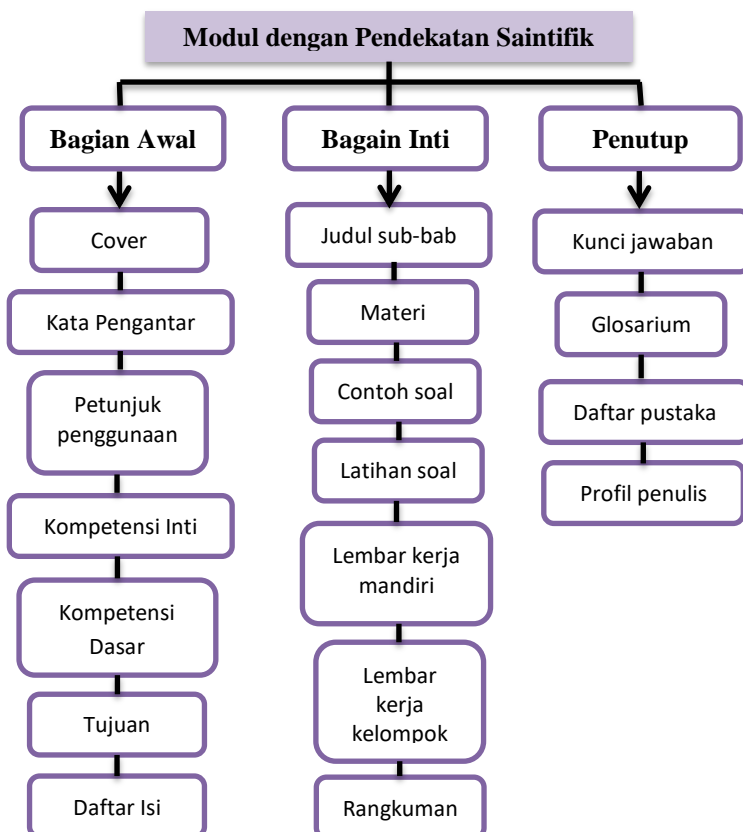 Modul dengan Pendekatan Saintifik
Bagian Awal
Cover
Kata Pengantar
Petunjuk
penggunaan
Kompetensi Inti
Kompetensi
Dasar
Tujuan
Daftar Isi
Bagain Inti
Judul sub-bab
Materi
Contoh soal
Latihan soal
Lembar kerja
mandiri
Lembar
kerja
kelompok
Rangkuman
Penutup
Kunci jawaban
Glosarium
Daftar pustaka
Profil penulis